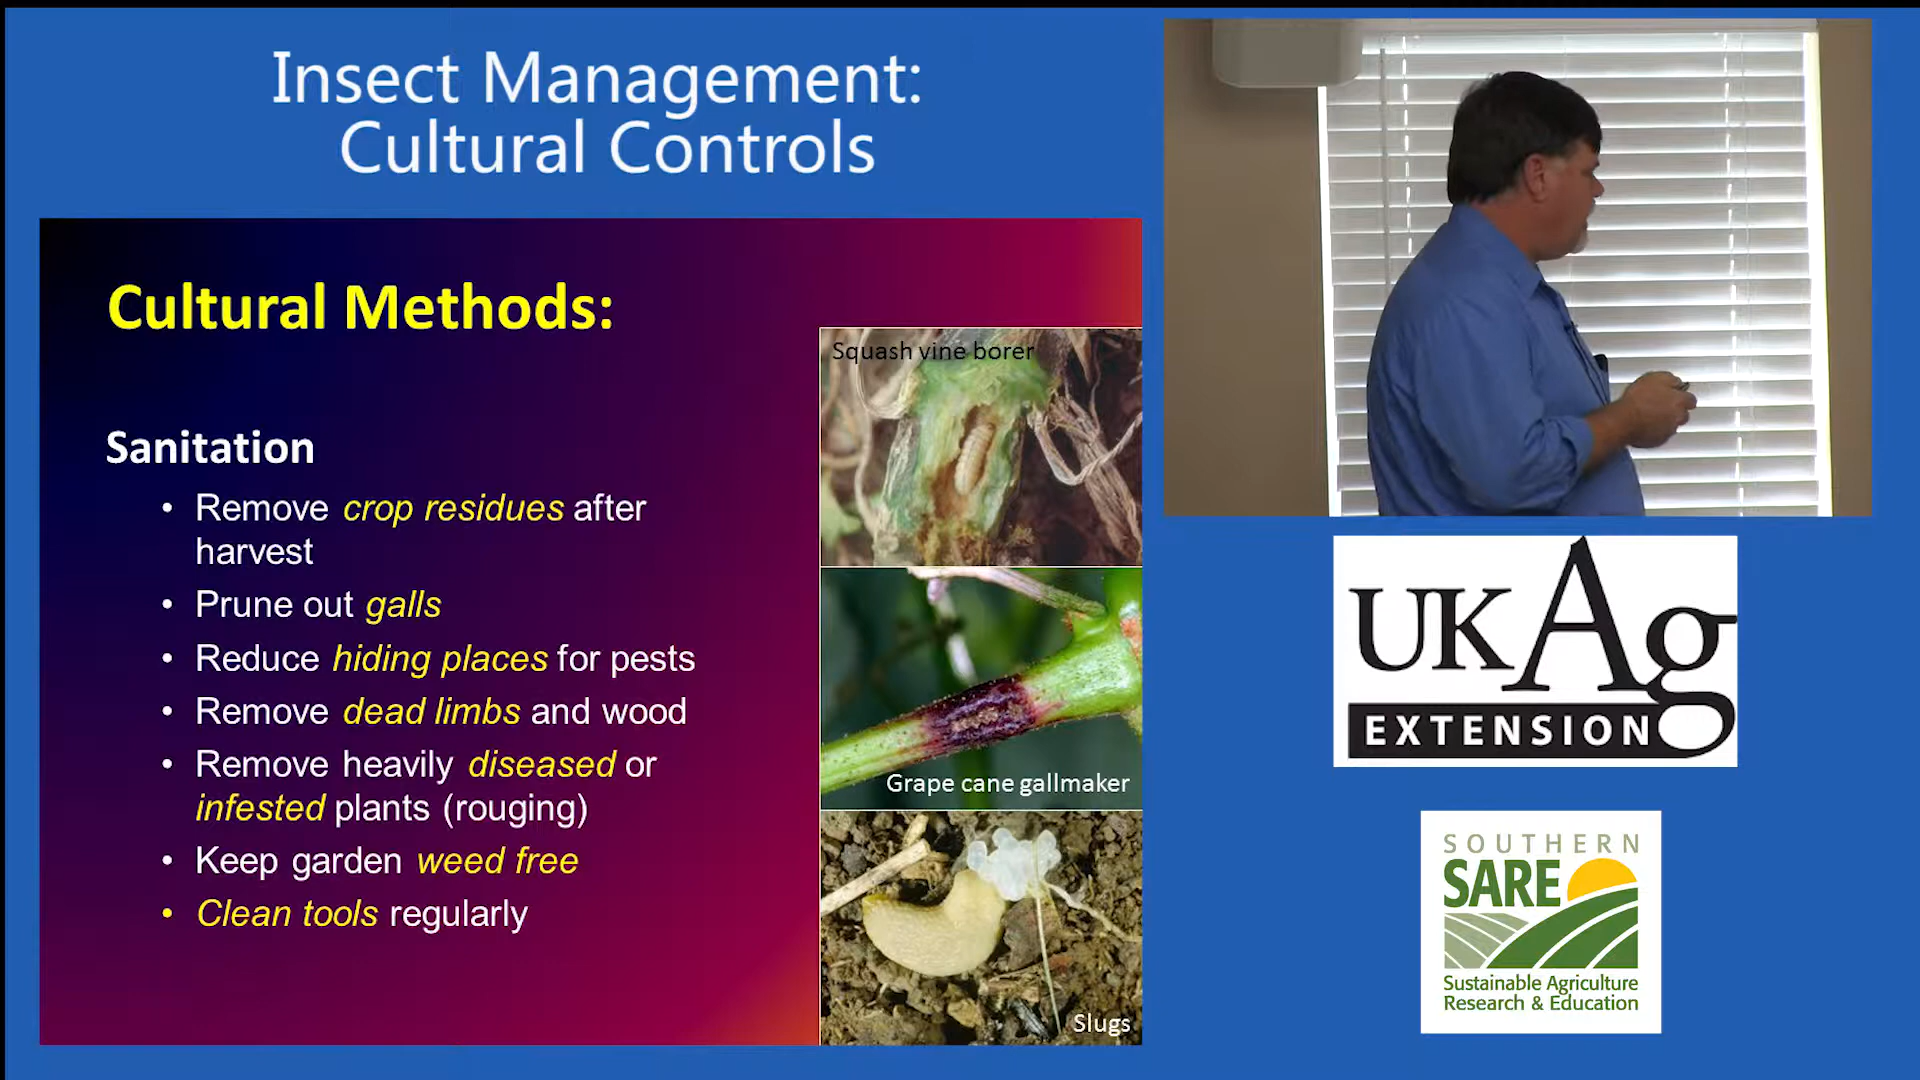 Insect Management:
Cultural Controls
Cultural Methods:
Sanitation
• Remove crop residues after
harvest
• Prune out galls
• Reduce hiding places for pests
• Remove dead limbs and wood
• Remove heavily diseased or
infested plants (rouging)
• Keep garden weed free
• Clean tools regularly
Squash vine borer
Grape cane gallmaker
Slugs
UKAg
EXTENSION
SOUTHERN
SARE
Sustainable Agriculture
Research & Education